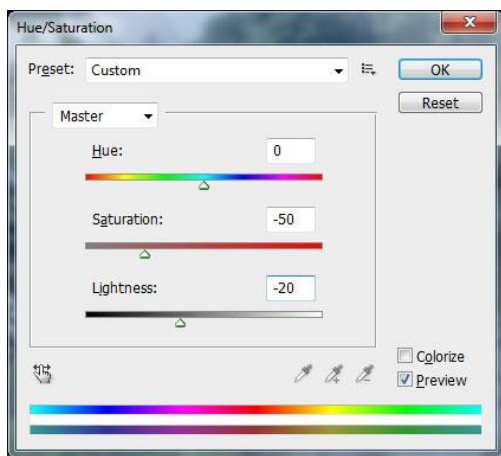 Hue/Saturation
Preset: Custom
OK
Reset
Master
Hue: 0
Saturation: -50
Lightness: -20
Colorize
Preview